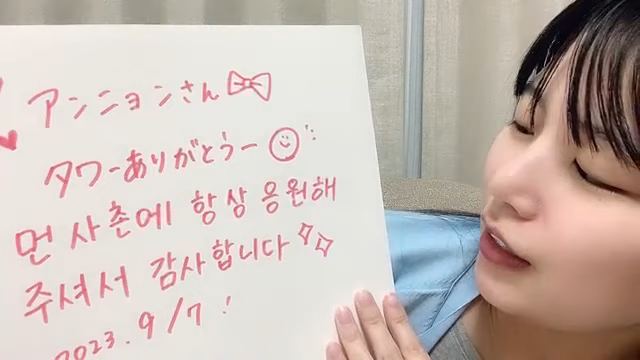 アンニョンさん
タワーありがとうー
먼 사촌에 항상 응원해
주셔서 감사합니다
2023.9/7!